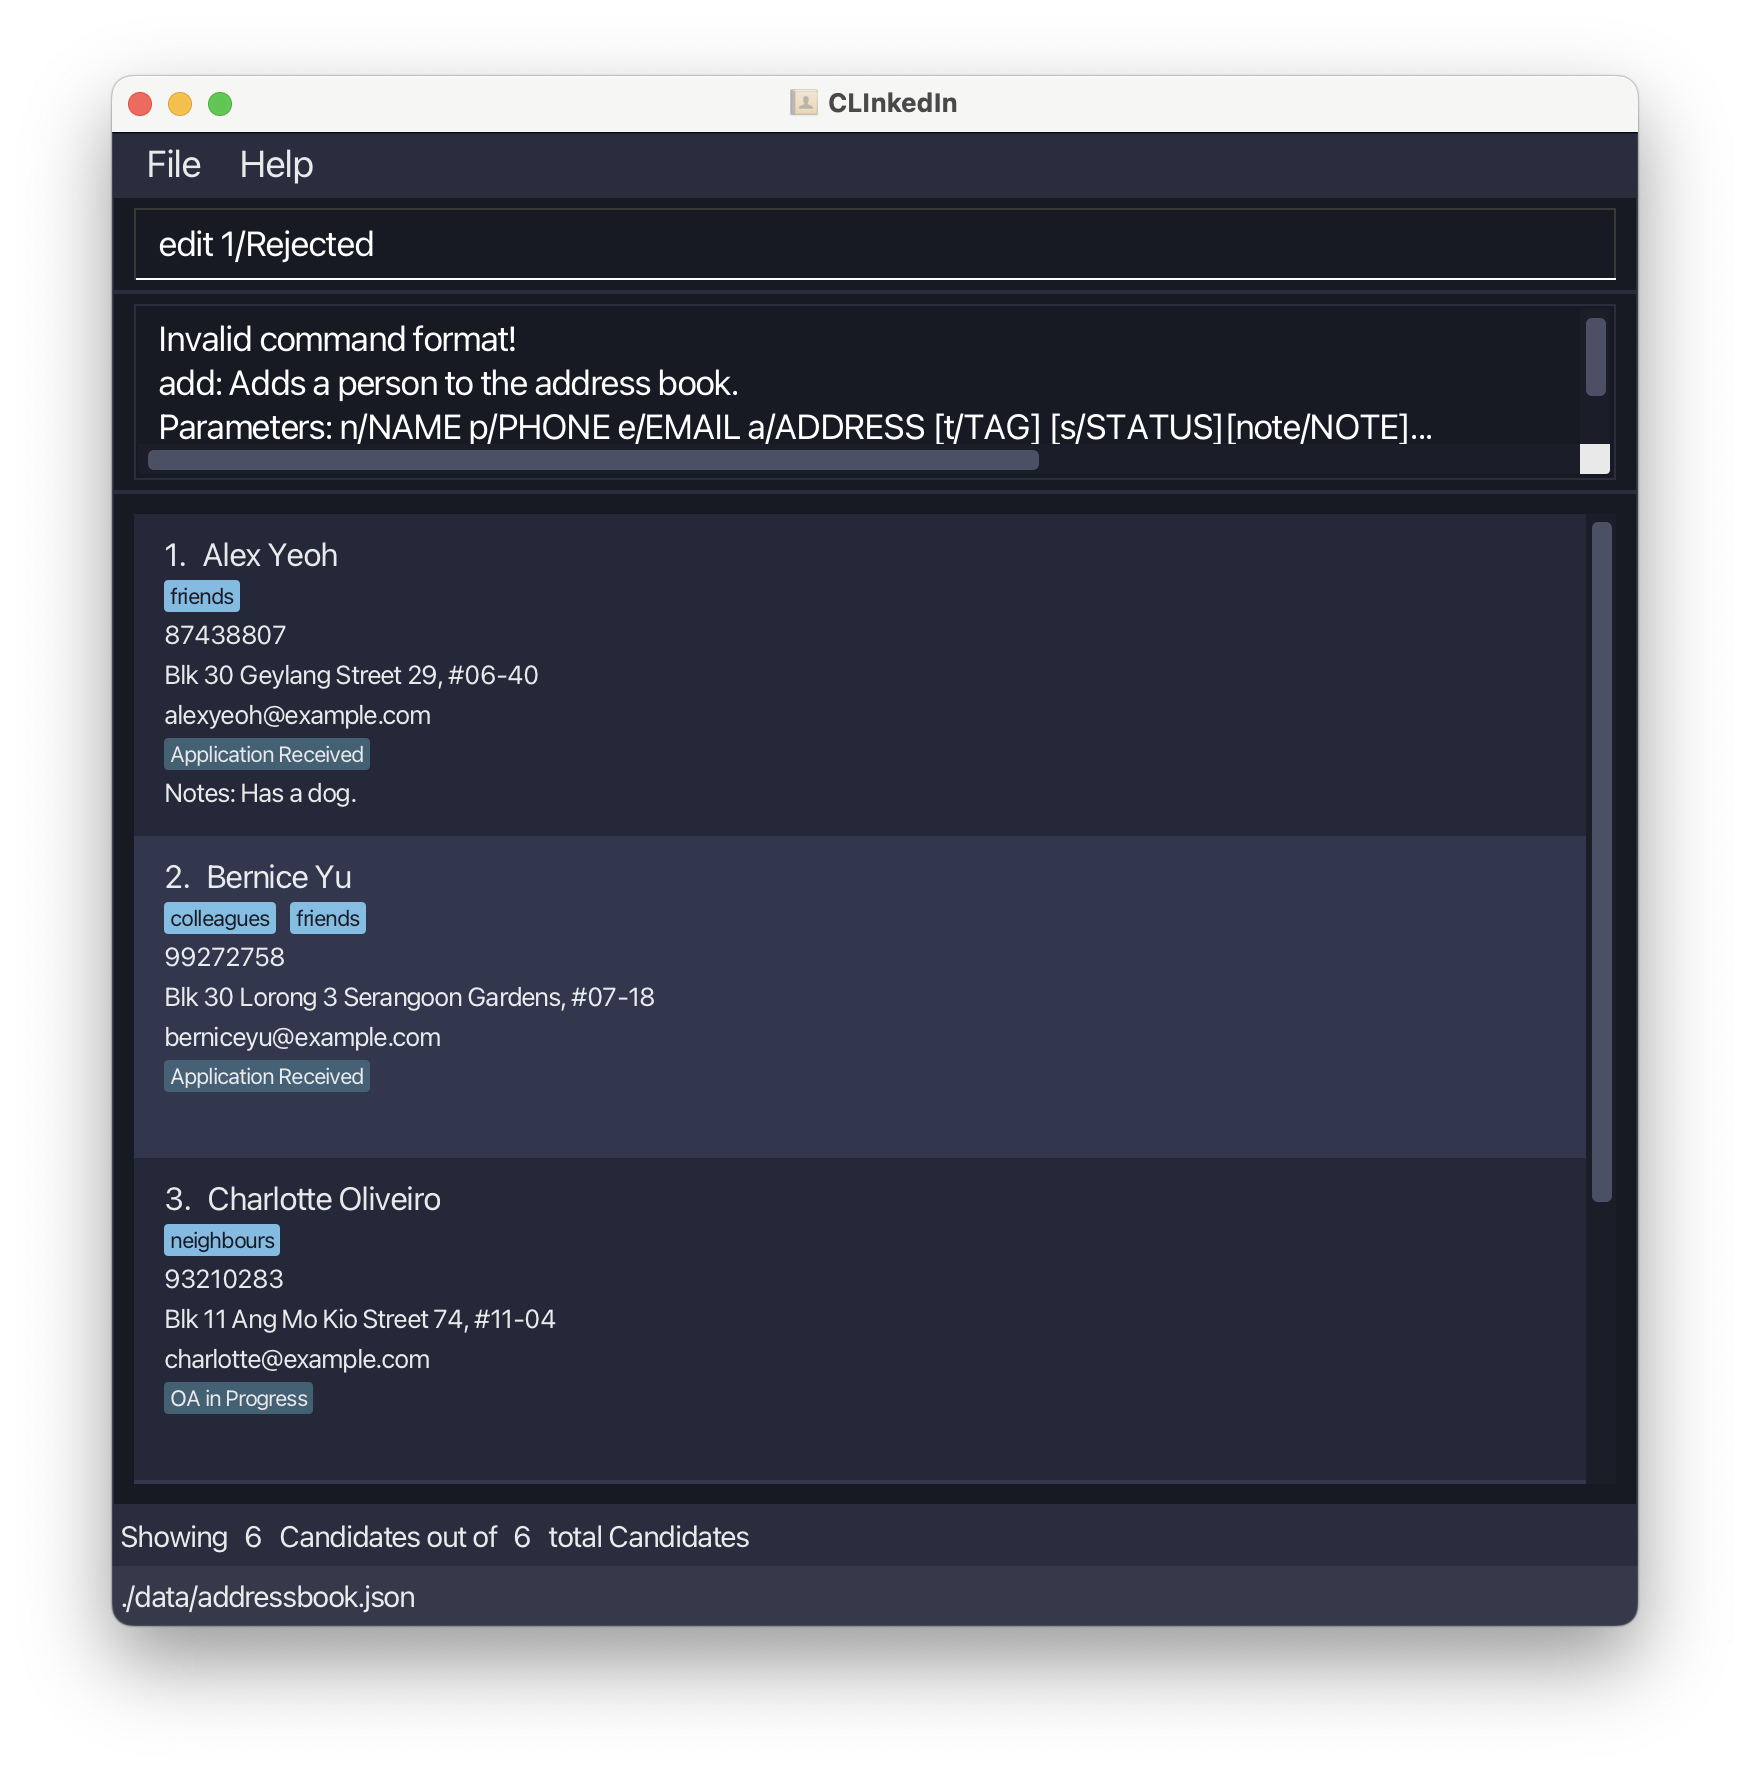 CLInkedIn
File Help
edit 1/Rejected
Invalid command format!
add: Adds a person to the address book.
Parameters: n/NAME p/PHONE e/EMAIL a/ADDRESS [t/TAG] [s/STATUS][note/NOTE]...
1. Alex Yeoh
friends
87438807
Blk 30 Geylang Street 29, #06-40
alexyeoh@example.com
Application Received
Notes: Has a dog.
2. Bernice Yu
colleagues friends
99272758
Blk 30 Lorong 3 Serangoon Gardens, #07-18
berniceyu@example.com
Application Received
3. Charlotte Oliveiro
neighbours
93210283
Blk 11 Ang Mo Kio Street 74, #11-04
charlotte@example.com
OA in Progress
Showing 6 Candidates out of 6 total Candidates
./data/addressbook.json